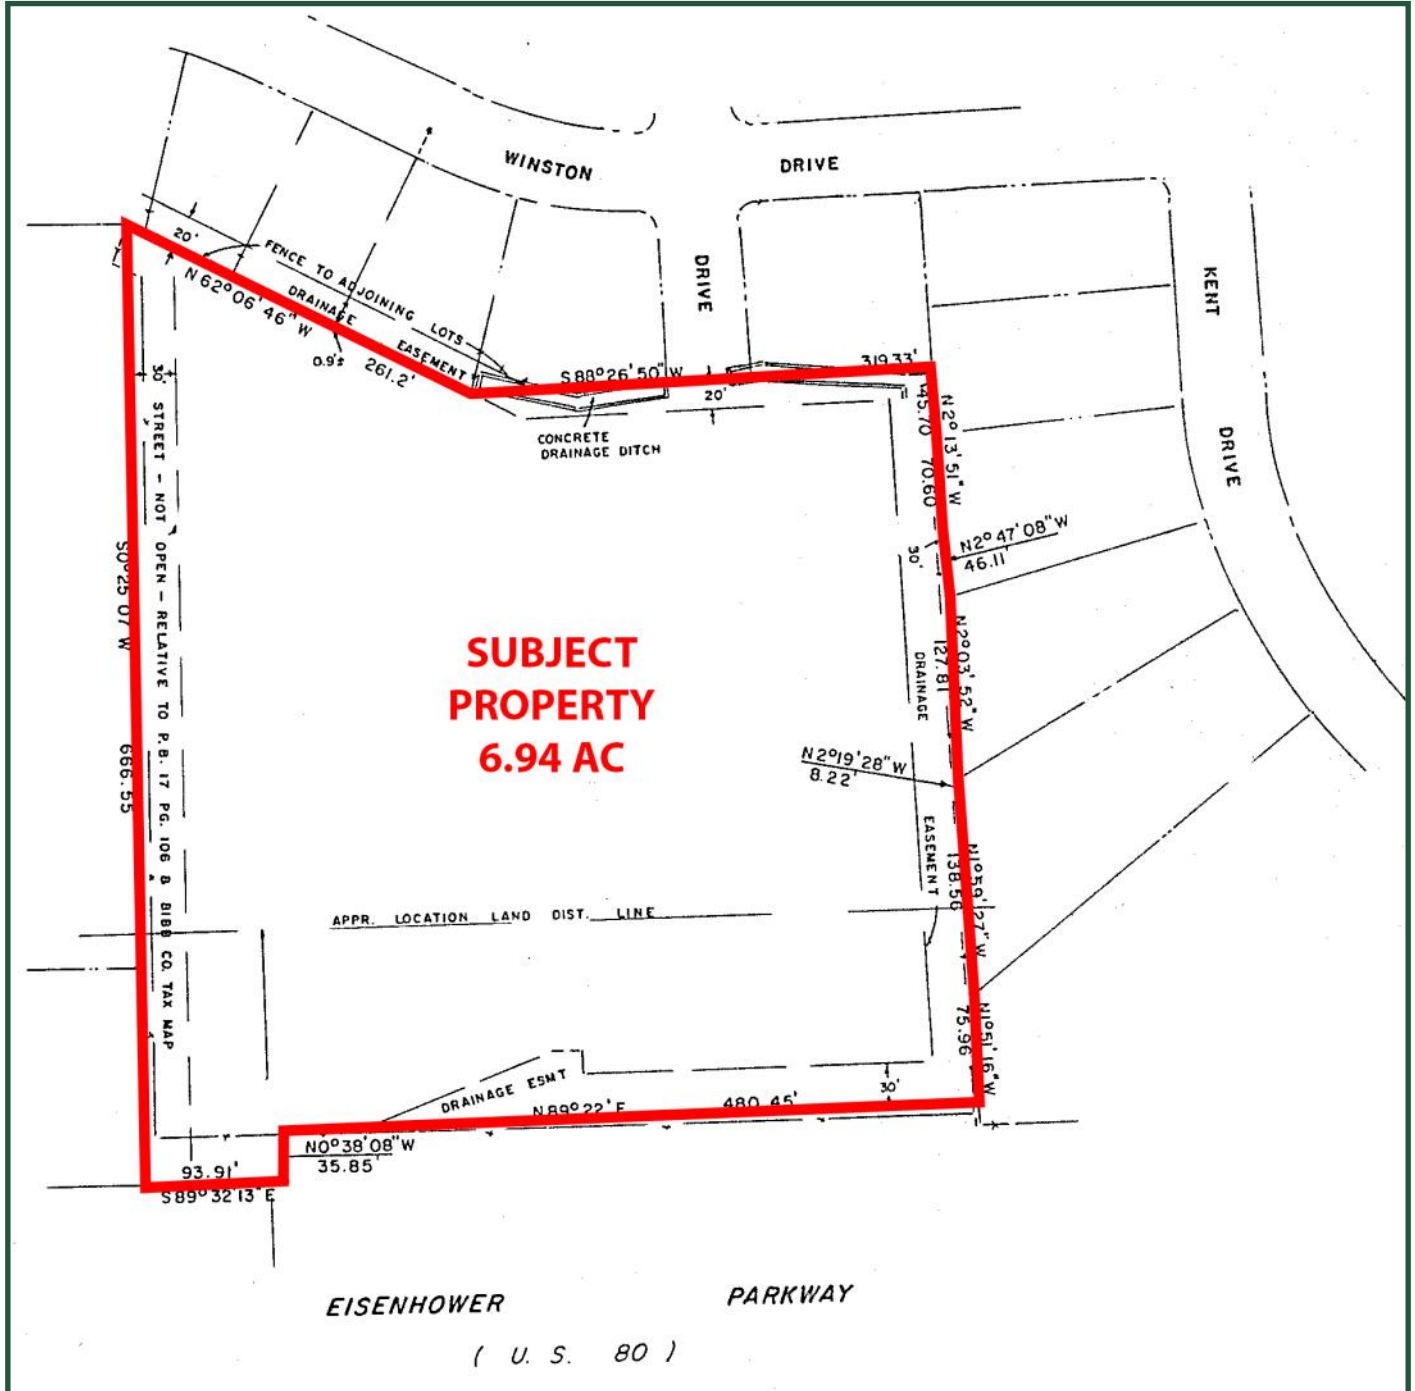 WINSTON DRIVE
DRIVE
KENT
DRIVE
20'
FENCE TO ADJOINING LOTS
N 62° 06' 46" W
DRAINAGE
EASEMENT
0.9'±
261.2'
S 88° 26' 50" W
319.33'
20'
CONCRETE
DRAINAGE DITCH
N 2° 13' 51" W
45.70
70.60
30'
N2° 47' 08" W
46.11'
30'
STREET - NOT OPEN - RELATIVE TO P.B. 17 PG. 106 & BIBB CO. TAX MAP
S0° 25' 07" W
666.55
SUBJECT
PROPERTY
6.94 AC
N2° 03' 52" W
127.81
DRAINAGE
EASEMENT
N 2° 19' 28" W
8.22'
N1° 59' 27" W
138.56
APPR. LOCATION LAND DIST. LINE
N1° 51' 16" W
75.96
DRAINAGE ESMT
30'
N 89° 22' E
480.45'
N0° 38' 08" W
35.85'
93.91'
S 89° 32' 13" E
EISENHOWER PARKWAY
( U. S. 80 )